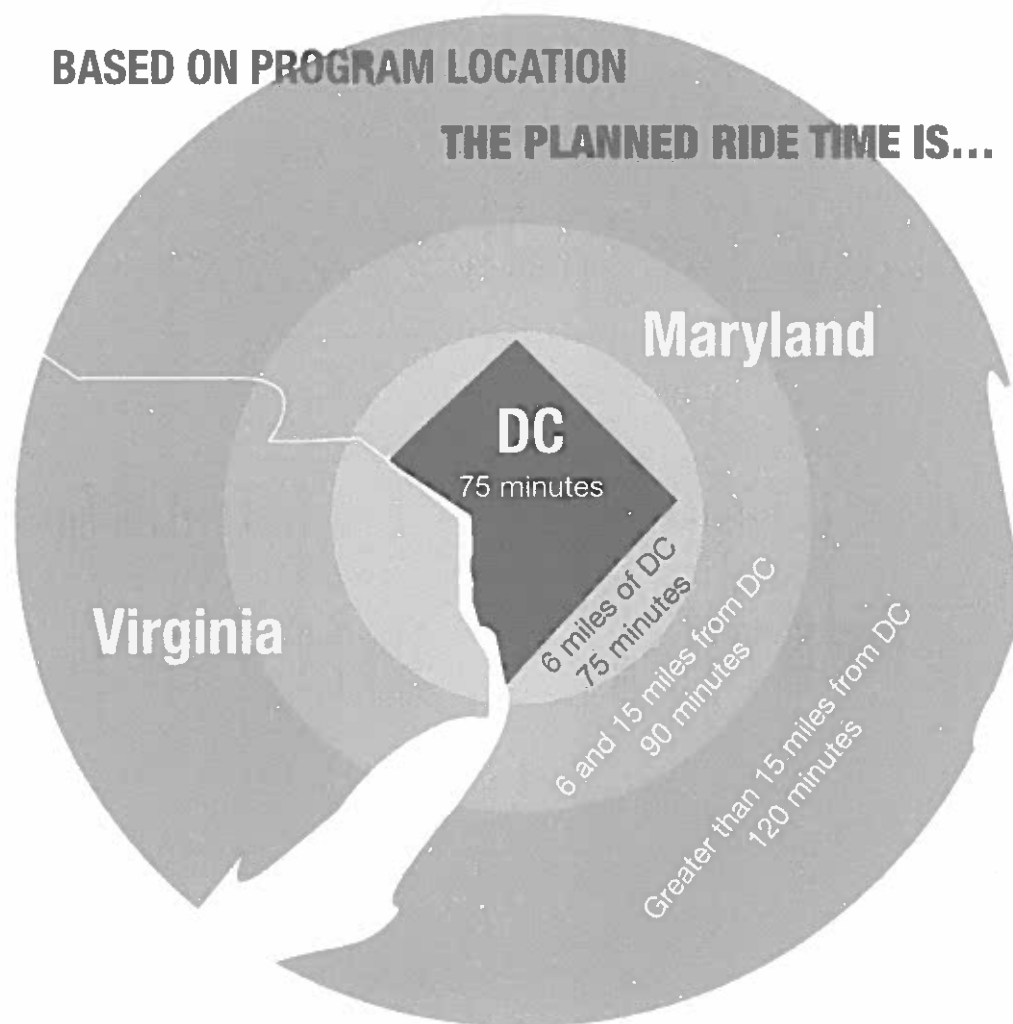 BASED ON PROGRAM LOCATION
THE PLANNED RIDE TIME IS...
Maryland
DC
75 minutes
Virginia
6 miles of DC
75 minutes
6 and 15 miles from DC
90 minutes
Greater than 15 miles from DC
120 minutes